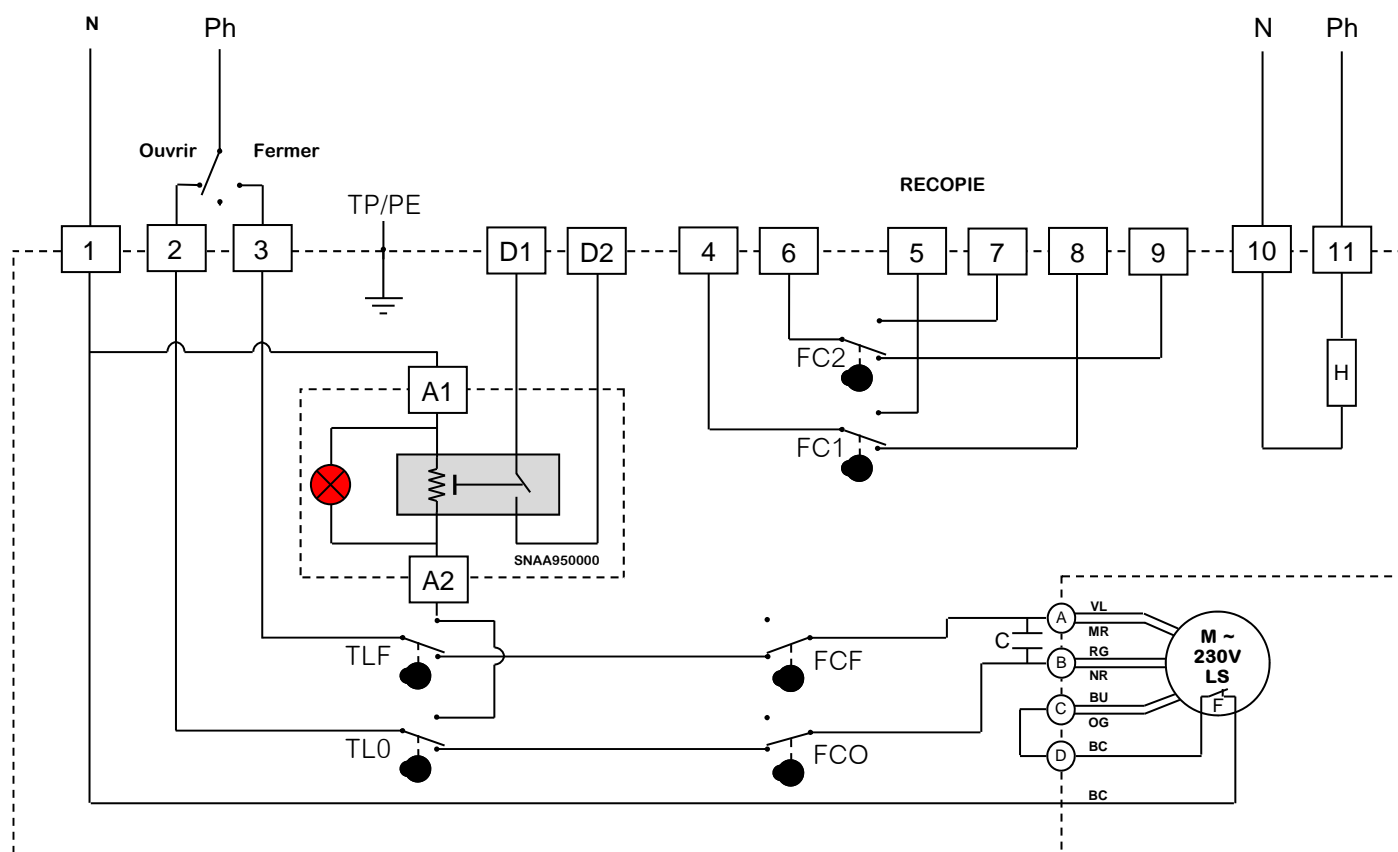 N
Ph
N
Ph
Ouvrir
Fermer
RECOPIE
TP/PE
1
2
3
D1
D2
4
6
5
7
8
9
10
11
FC2
H
A1
FC1
SNAA950000
A2
TLF
FCF
C
A
VL
MR
B
RG
NR
M ~
230V
LS
F
C
BU
OG
TL0
FCO
D
BC
BC